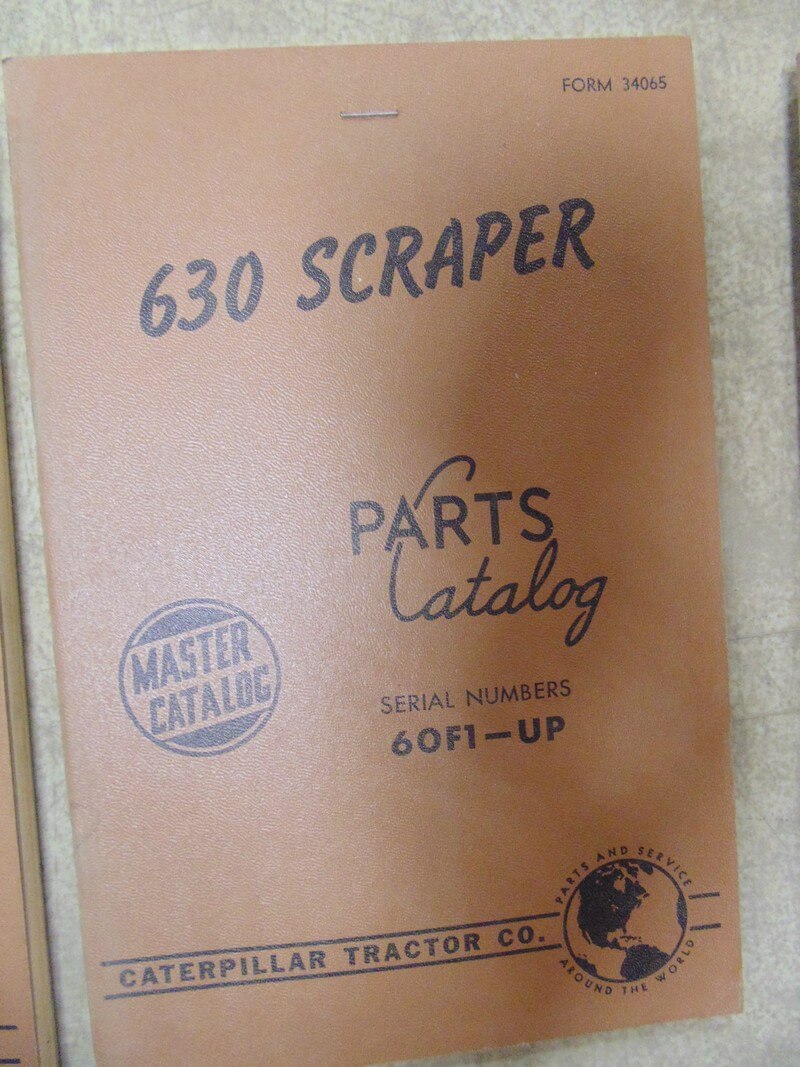 FORM 34065
630 SCRAPER
PARTS
Catalog
MASTER
CATALOG
SERIAL NUMBERS
60F1-UP
CATERPILLAR TRACTOR CO.
PARTS AND SERVICE
AROUND THE WORLD